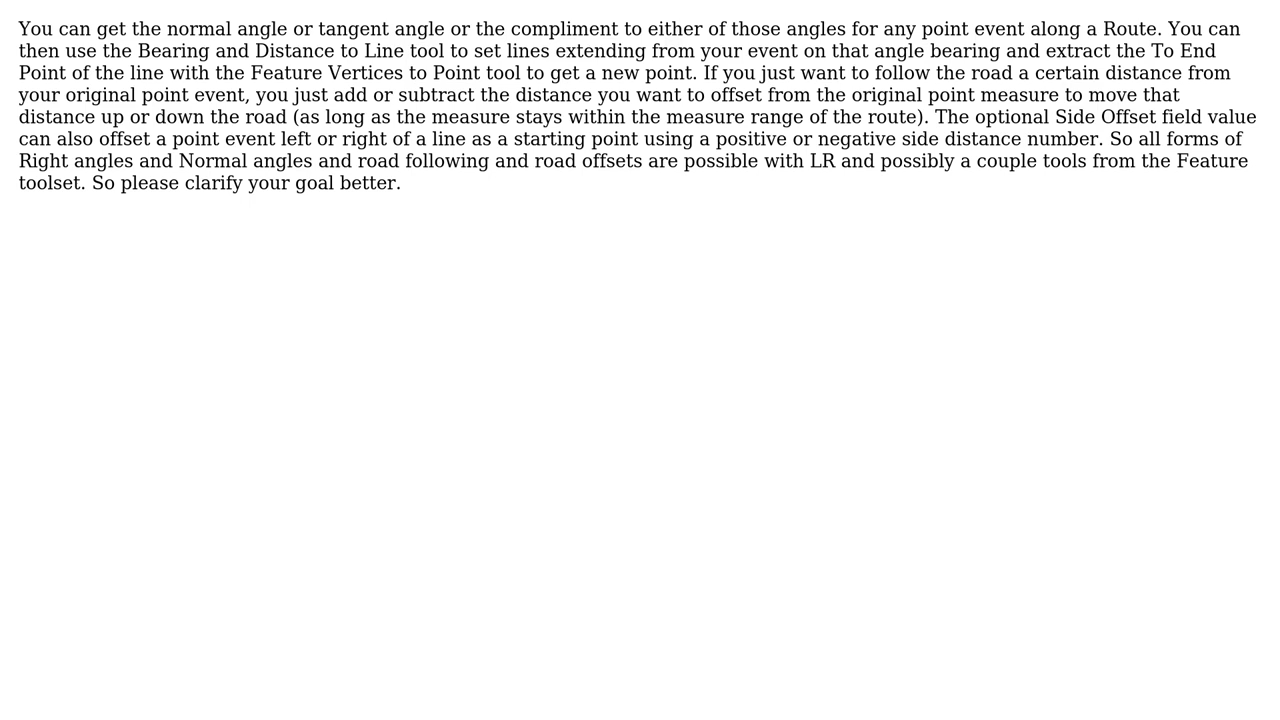 You can get the normal angle or tangent angle or the compliment to either of those angles for any point event along a Route. You can
then use the Bearing and Distance to Line tool to set lines extending from your event on that angle bearing and extract the To End
Point of the line with the Feature Vertices to Point tool to get a new point. If you just want to follow the road a certain distance from
your original point event, you just add or subtract the distance you want to offset from the original point measure to move that
distance up or down the road (as long as the measure stays within the measure range of the route). The optional Side Offset field value
can also offset a point event left or right of a line as a starting point using a positive or negative side distance number. So all forms of
Right angles and Normal angles and road following and road offsets are possible with LR and possibly a couple tools from the Feature
toolset. So please clarify your goal better.